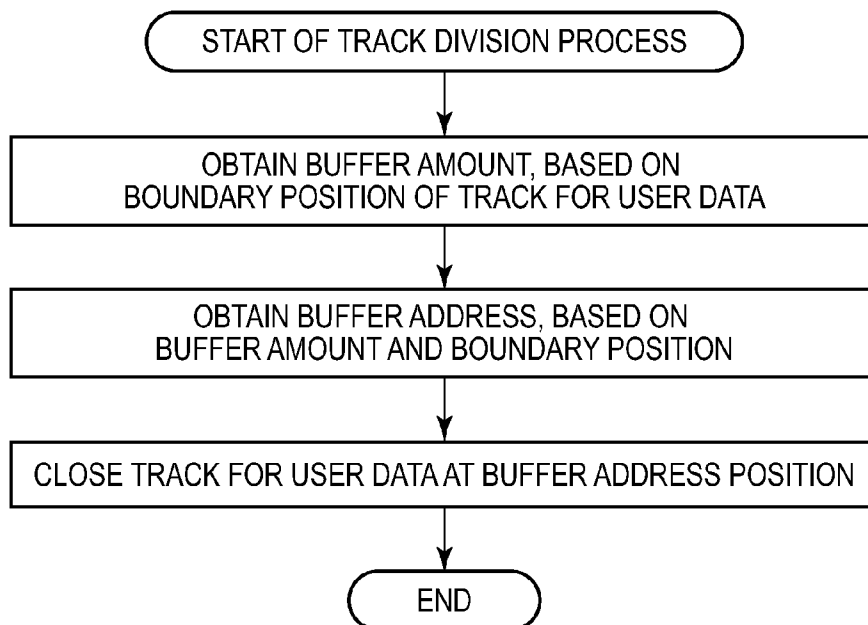 START OF TRACK DIVISION PROCESS
OBTAIN BUFFER AMOUNT, BASED ON
BOUNDARY POSITION OF TRACK FOR USER DATA
OBTAIN BUFFER ADDRESS, BASED ON
BUFFER AMOUNT AND BOUNDARY POSITION
CLOSE TRACK FOR USER DATA AT BUFFER ADDRESS POSITION
END